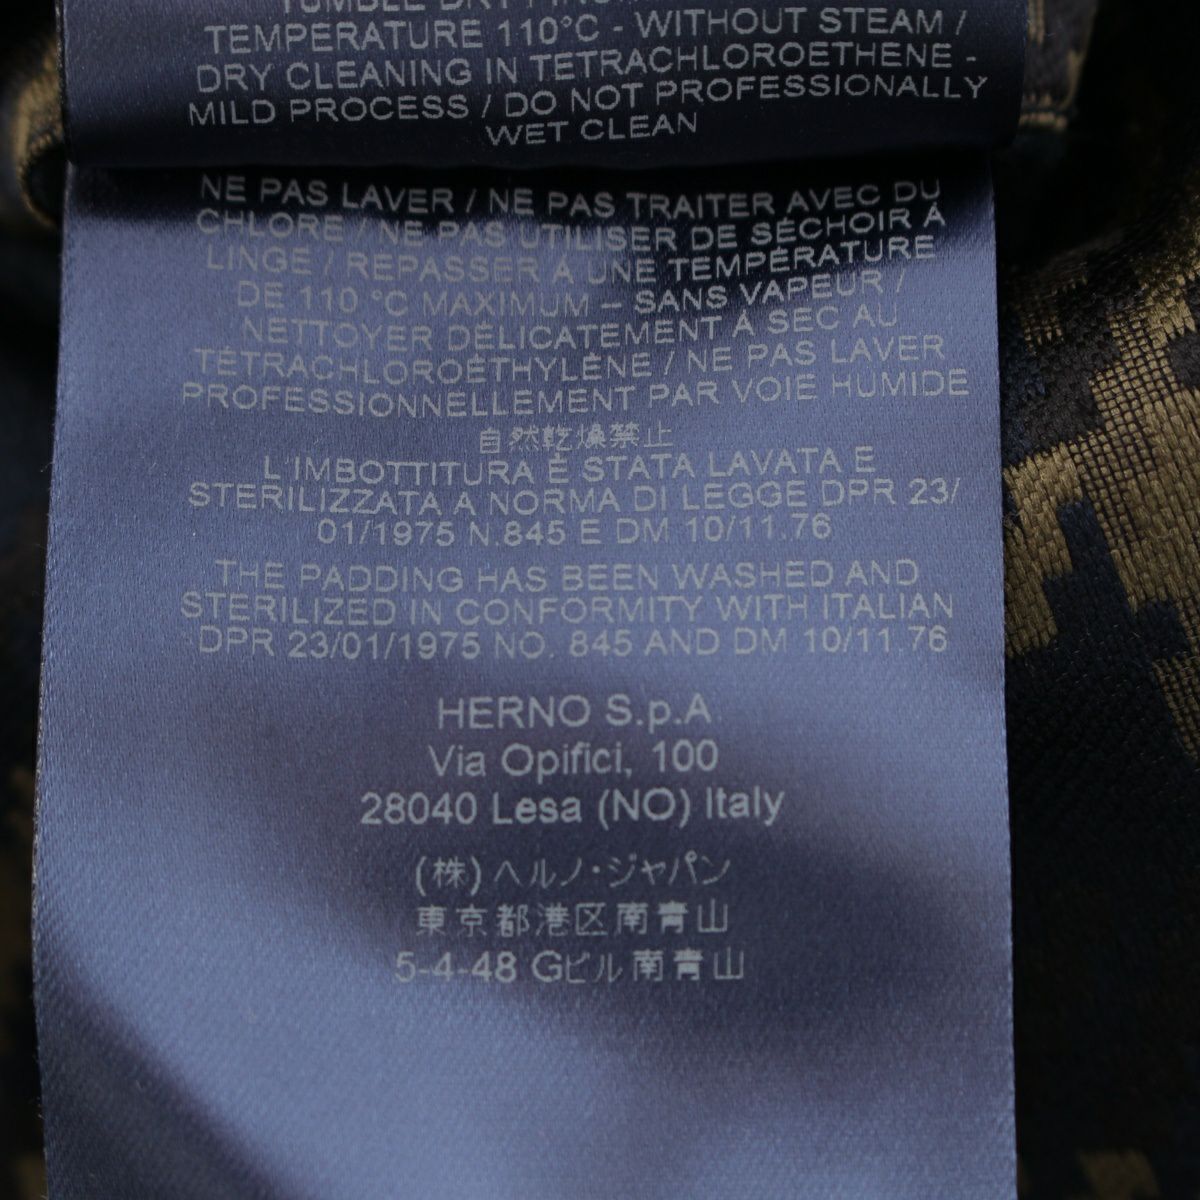 TUMBLE DRY
TEMPERATURE 110°C - WITHOUT STEAM /
DRY CLEANING IN TETRACHLOROETHENE -
MILD PROCESS / DO NOT PROFESSIONALLY
WET CLEAN
NE PAS LAVER / NE PAS TRAITER AVEC DU
CHLORE / NE PAS UTILISER DE SÉCHOIR À
LINGE / REPASSER À UNE TEMPÉRATURE
DE 110 °C MAXIMUM – SANS VAPEUR /
NETTOYER DÉLICATEMENT À SEC AU
TÉTRACHLOROÉTHYLÈNE / NE PAS LAVER
PROFESSIONNELLEMENT PAR VOIE HUMIDE
自然乾燥禁止
L'IMBOTTITURA È STATA LAVATA E
STERILIZZATA A NORMA DI LEGGE DPR 23/
01/1975 N.845 E DM 10/11.76
THE PADDING HAS BEEN WASHED AND
STERILIZED IN CONFORMITY WITH ITALIAN
DPR 23/01/1975 NO. 845 AND DM 10/11.76
HERNO S.p.A
Via Opifici, 100
28040 Lesa (NO) Italy
(株)ヘルノ・ジャパン
東京都港区南青山
5-4-48 Gビル南青山